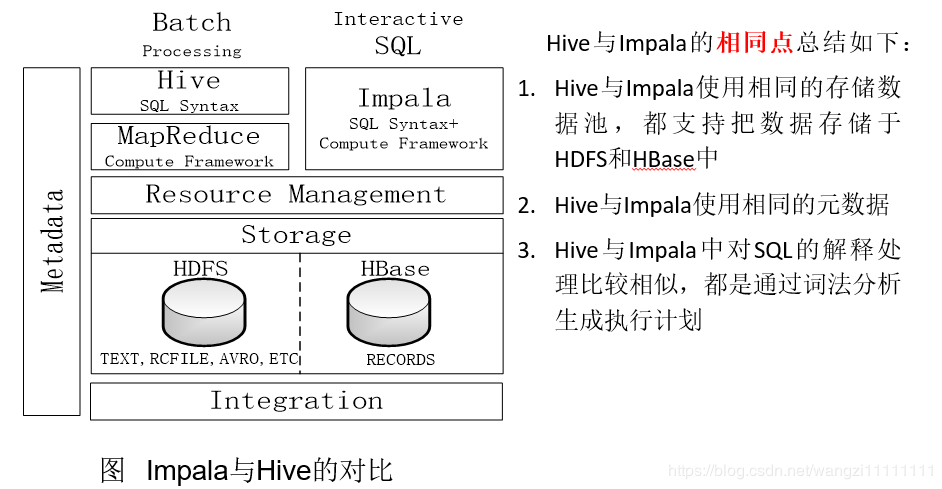 Batch
Processing
Interactive
SQL
Metadata
Hive
SQL Syntax
MapReduce
Compute Framework
Impala
SQL Syntax+
Compute Framework
Resource Management
Storage
HDFS
HBase
TEXT, RCFILE, AVRO, ETC
RECORDS
Integration
图 Impala与Hive的对比
Hive与Impala的相同点总结如下：
1. Hive与Impala使用相同的存储数
据池，都支持把数据存储于
HDFS和HBase中
2. Hive与Impala使用相同的元数据
3. Hive与Impala中对SQL的解释处
理比较相似，都是通过词法分析
生成执行计划
https://blog.csdn.net/wangzi11111111